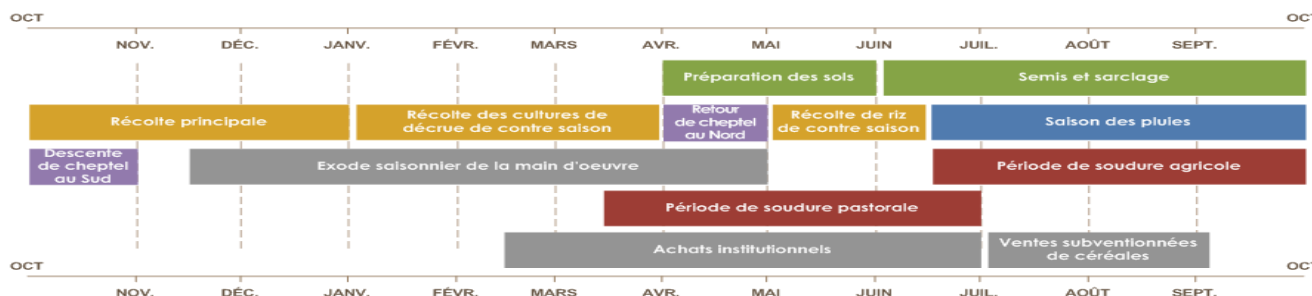 OCT
OCT
NOV.
DÉC.
JANV.
FÉVR.
MARS
AVR.
MAI
JUIN
JUIL.
AOÛT
SEPT.
Préparation des sols
Semis et sarclage
Récolte principale
Récolte des cultures de
décrue de contre saison
Retour
de cheptel
au Nord
Récolte de riz
de contre saison
Saison des pluies
Descente
de cheptel
au Sud
Exode saisonnier de la main d'oeuvre
Période de soudure agricole
Période de soudure pastorale
Achats institutionnels
Ventes subventionnées
de céréales
OCT
OCT
NOV.
DÉC.
JANV.
FÉVR.
MARS
AVR.
MAI
JUIN
JUIL.
AOÛT
SEPT.